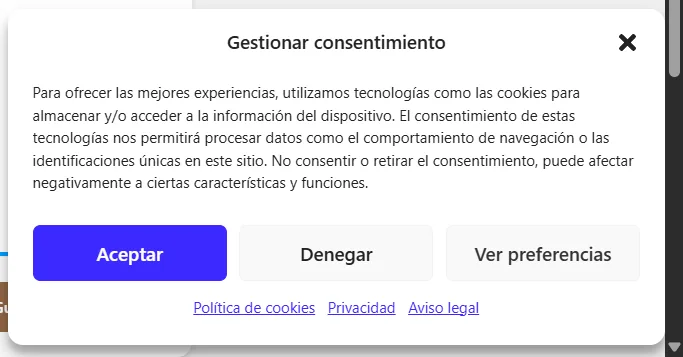 Gestionar consentimiento
Para ofrecer las mejores experiencias, utilizamos tecnologías como las cookies para
almacenar y/o acceder a la información del dispositivo. El consentimiento de estas
tecnologías nos permitirá procesar datos como el comportamiento de navegación o las
identificaciones únicas en este sitio. No consentir o retirar el consentimiento, puede afectar
negativamente a ciertas características y funciones.
Aceptar Denegar Ver preferencias
Política de cookies Privacidad Aviso legal